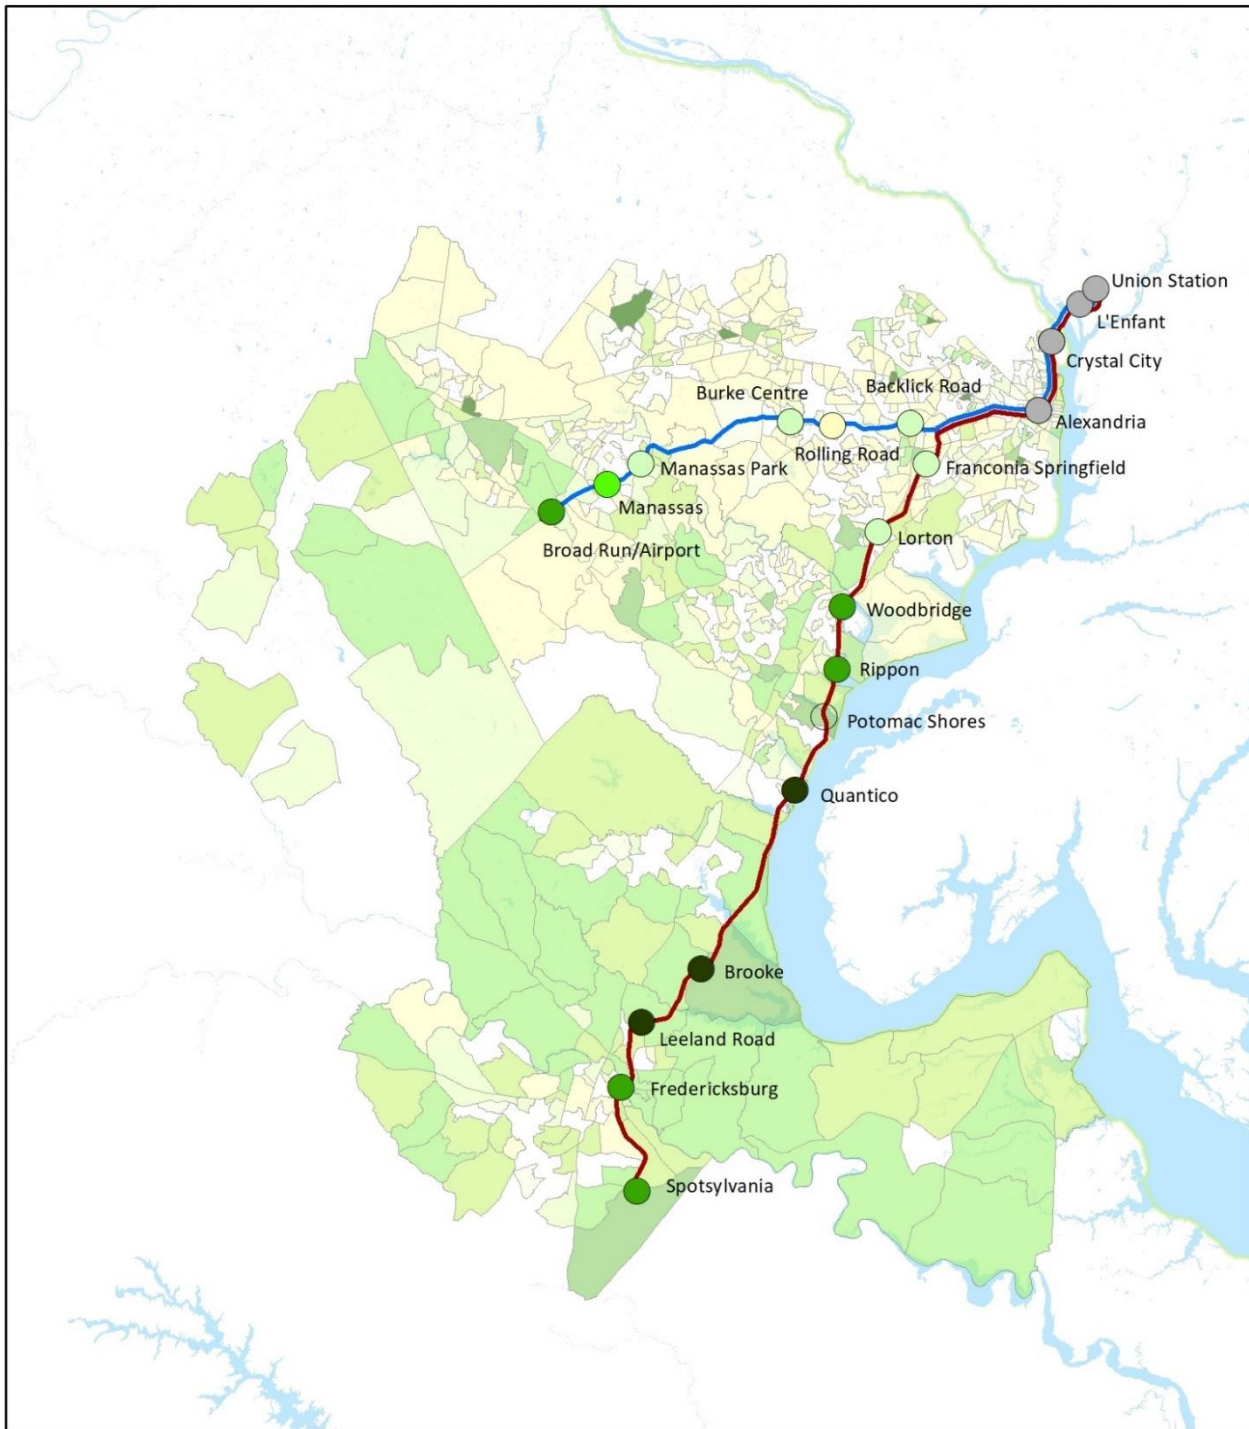 Union Station
L'Enfant
Crystal City
Backlick Road
Burke Centre
Alexandria
Rolling Road
Manassas Park
Franconia Springfield
Manassas
Lorton
Broad Run/Airport
Woodbridge
Rippon
Potomac Shores
Quantico
Brooke
Leeland Road
Fredericksburg
Spotsylvania